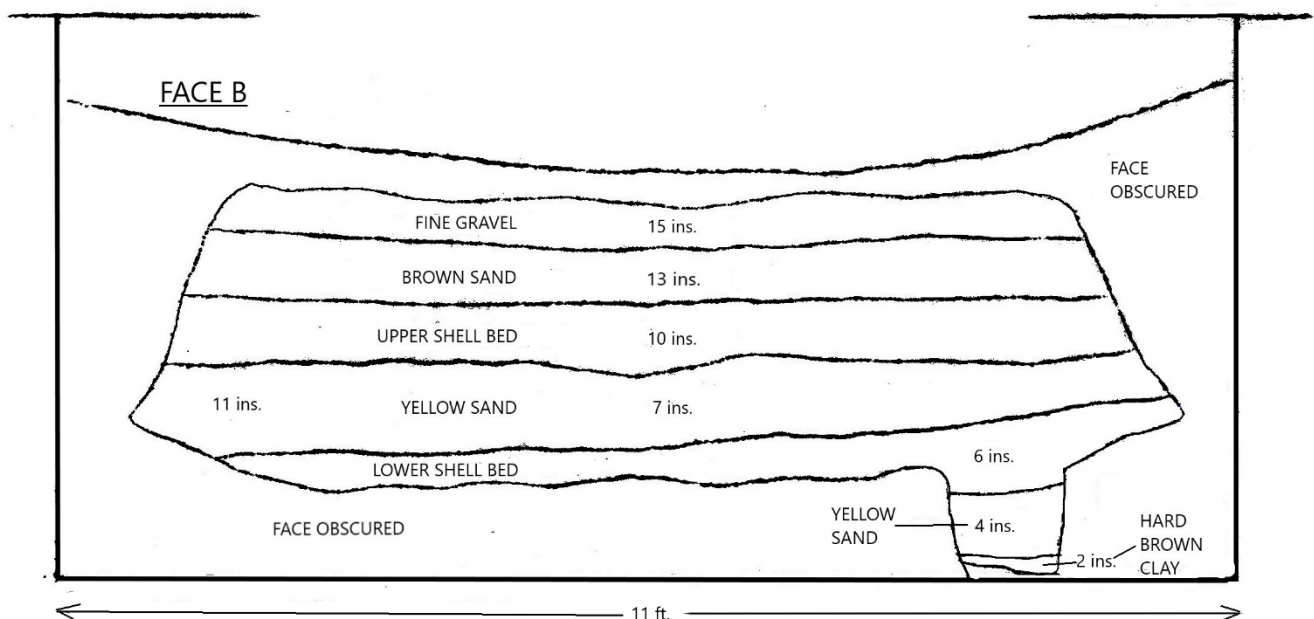 FACE B
FACE
OBSCURED
FINE GRAVEL 15 ins.
BROWN SAND 13 ins.
UPPER SHELL BED 10 ins.
11 ins. YELLOW SAND 7 ins.
LOWER SHELL BED 6 ins.
FACE OBSCURED
YELLOW
SAND
4 ins.
HARD
BROWN
CLAY
2 ins.
11 ft.